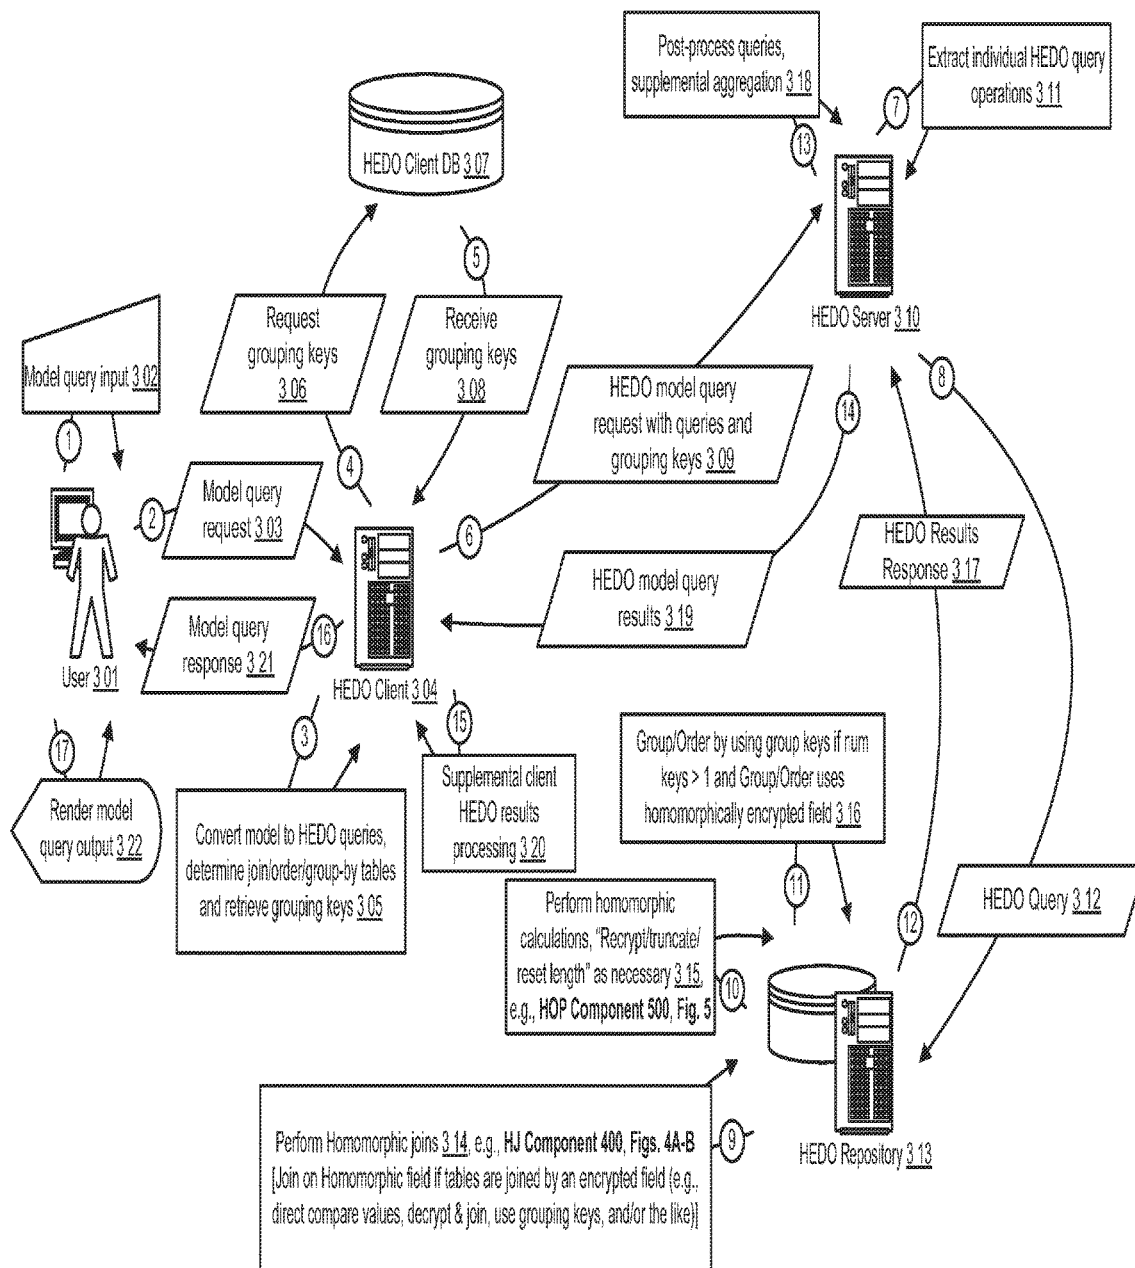 Post-process queries,
supplemental aggregation 3.18
13
7
Extract individual HEDO query
operations 3.11
HEDO Client DB 3.07
5
Request
grouping keys
3.06
Receive
grouping keys
3.08
HEDO Server 3.10
Model query input 3.02
1
4
HEDO model query
request with queries and
grouping keys 3.09
14
8
2
Model query
request 3.03
6
HEDO Results
Response 3.17
HEDO model query
results 3.19
Model query
response 3.21
16
User 3.01
HEDO Client 3.04
17
3
15
Render model
query output 3.22
Convert model to HEDO queries,
determine join/order/group-by tables
and retrieve grouping keys 3.05
Supplemental client
HEDO results
processing 3.20
Group/Order by using group keys if num
keys > 1 and Group/Order uses
homomorphically encrypted field 3.16
11
HEDO Query 3.12
12
Perform homomorphic
calculations, “Recrypt/truncate/
reset length” as necessary 3.15,
e.g., HOP Component 500, Fig. 5
10
HEDO Repository 3.13
9
Perform Homomorphic joins 3.14, e.g., HJ Component 400, Figs. 4A-B
[Join on Homomorphic field if tables are joined by an encrypted field (e.g.,
direct compare values, decrypt & join, use grouping keys, and/or the like)]